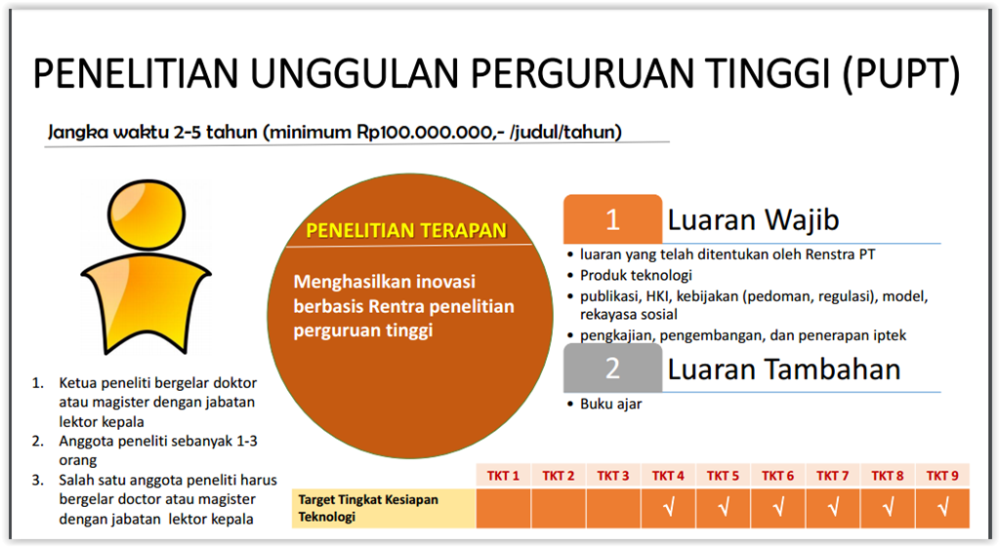 PENELITIAN UNGGULAN PERGURUAN TINGGI (PUPT)
Jangka waktu 2-5 tahun (minimum Rp100.000.000,- /judul/tahun)
1. Ketua peneliti bergelar doktor
atau magister dengan jabatan
lektor kepala
2. Anggota peneliti sebanyak 1-3
orang
3. Salah satu anggota peneliti harus
bergelar doctor atau magister
dengan jabatan lektor kepala
PENELITIAN TERAPAN
Menghasilkan inovasi
berbasis Rentra penelitian
perguruan tinggi
1 Luaran Wajib
• luaran yang telah ditentukan oleh Renstra PT
• Produk teknologi
• publikasi, HKI, kebijakan (pedoman, regulasi), model,
rekayasa sosial
• pengkajian, pengembangan, dan penerapan iptek
2 Luaran Tambahan
• Buku ajar
TKT 1 TKT 2 TKT 3 TKT 4 TKT 5 TKT 6 TKT 7 TKT 8 TKT 9
Target Tingkat Kesiapan
Teknologi
√ √ √ √ √ √